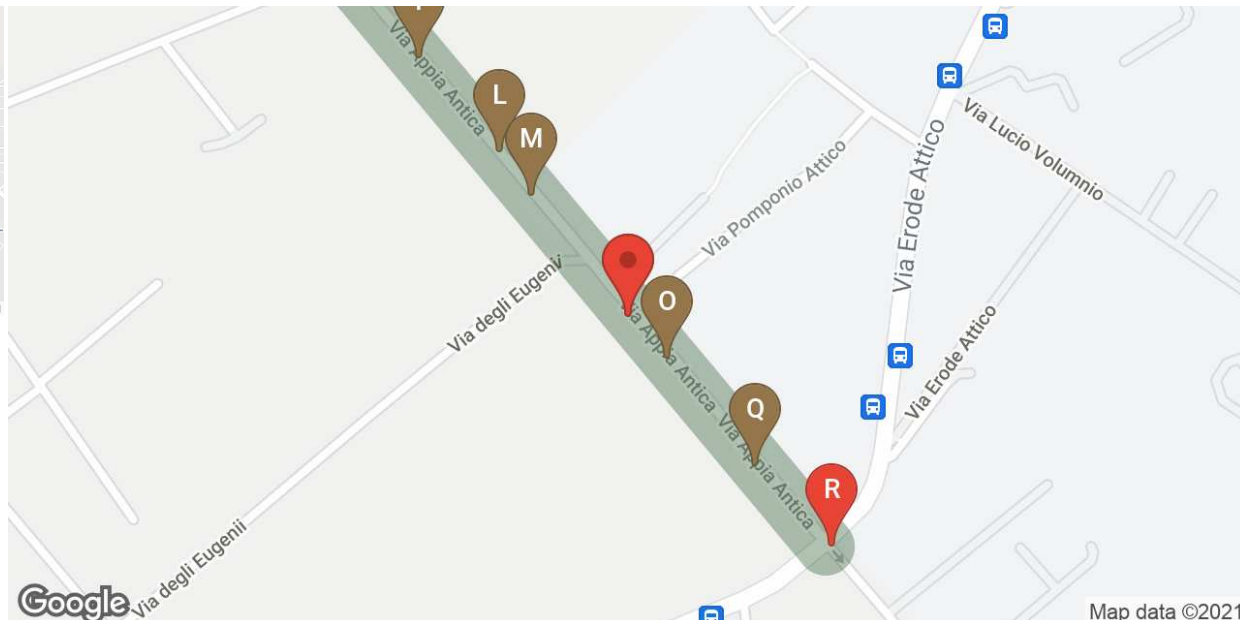 Via Appia Antica
L
M
Via Lucio Volumnio
Via Erode Attico
Via Pomponio Attico
Via degli Eugenii
O
Via Appia Antica
Via Erode Attico
Q
Via Appia Antica
R
Via degli Eugenii
Google
Map data ©2021